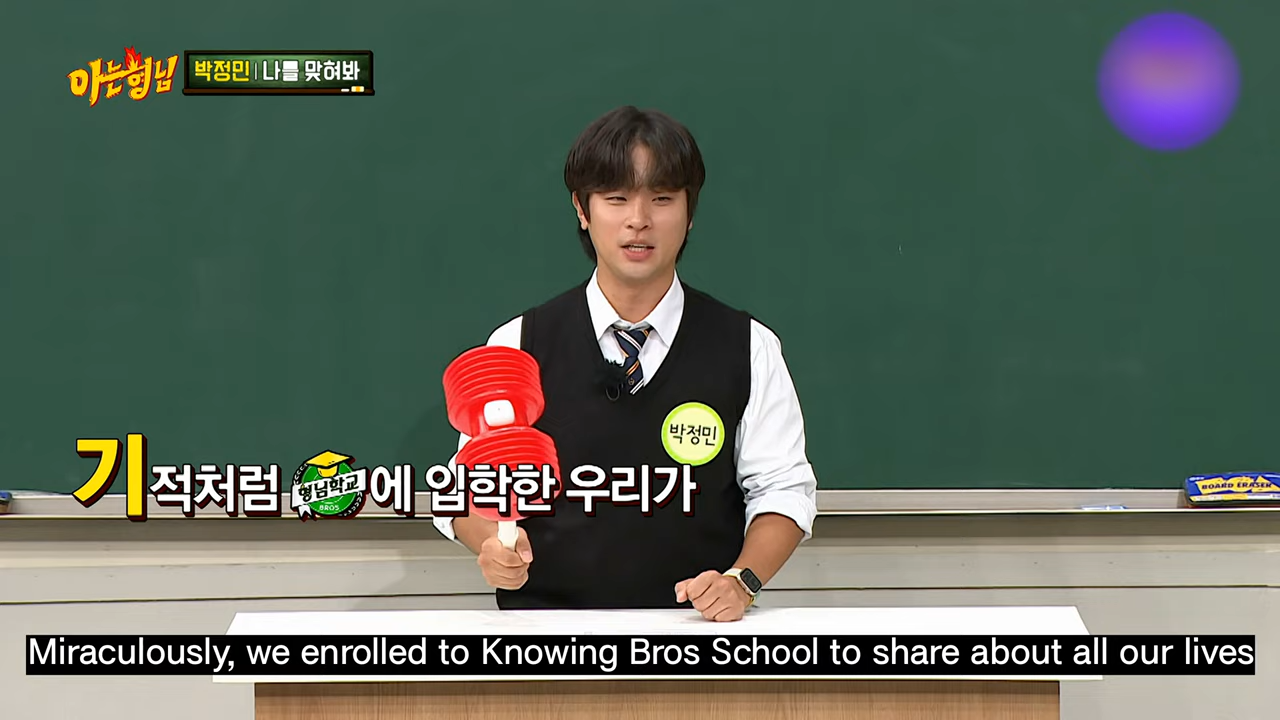 아는형님
박정민 | 나를 맞혀봐
박정민
기적처럼 형님학교에 입학한 우리가
BROS
BOARD ERASER
Miraculously, we enrolled to Knowing Bros School to share about all our lives